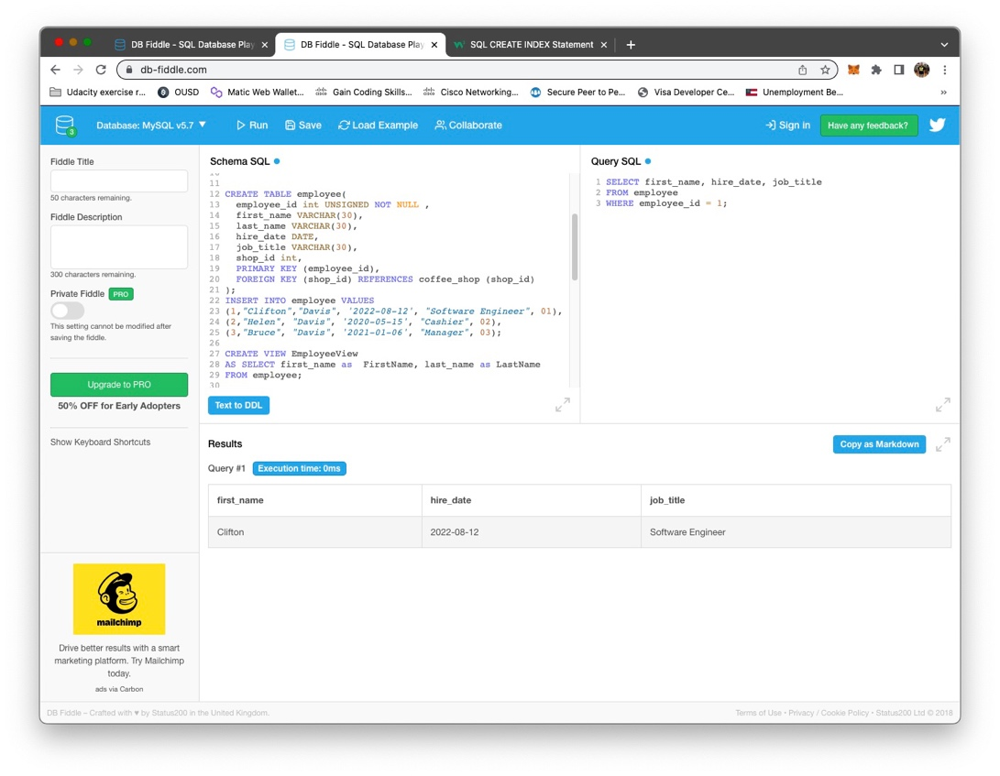 DB Fiddle - SQL Database Play
DB Fiddle - SQL Database Play
SQL CREATE INDEX Statement
db-fiddle.com
Udacity exercise r...
OUSD
Matic Web Wallet...
Gain Coding Skills...
Cisco Networking...
Secure Peer to Pe...
Visa Developer Ce...
Unemployment Be...
»
3
Database: MySQL v5.7 ▼
Run
Save
Load Example
Collaborate
Sign in
Have any feedback?
Fiddle Title
50 characters remaining.
Fiddle Description
300 characters remaining.
Private Fiddle PRO
This setting cannot be modified after
saving the fiddle.
Upgrade to PRO
50% OFF for Early Adopters
Show Keyboard Shortcuts
mailchimp
Drive better results with a smart
marketing platform. Try Mailchimp
today.
ads via Carbon
Schema SQL
10
11
12 CREATE TABLE employee(
13 employee_id int UNSIGNED NOT NULL ,
14 first_name VARCHAR(30),
15 last_name VARCHAR(30),
16 hire_date DATE,
17 job_title VARCHAR(30),
18 shop_id int,
19 PRIMARY KEY (employee_id),
20 FOREIGN KEY (shop_id) REFERENCES coffee_shop (shop_id)
21 );
22 INSERT INTO employee VALUES
23 (1,"Clifton","Davis", '2022-08-12', "Software Engineer", 01),
24 (2,"Helen", "Davis", '2020-05-15', "Cashier", 02),
25 (3,"Bruce", "Davis", '2021-01-06', "Manager", 03);
26
27 CREATE VIEW EmployeeView
28 AS SELECT first_name as  FirstName, last_name as LastName
29 FROM employee;
30
Text to DDL
Query SQL
1 SELECT first_name, hire_date, job_title
2 FROM employee
3 WHERE employee_id = 1;
Results
Copy as Markdown
Query #1 Execution time: 0ms
first_name hire_date job_title
Clifton 2022-08-12 Software Engineer
DB Fiddle – Crafted with ♥ by Status200 in the United Kingdom.
Terms of Use • Privacy / Cookie Policy • Status200 Ltd © 2018